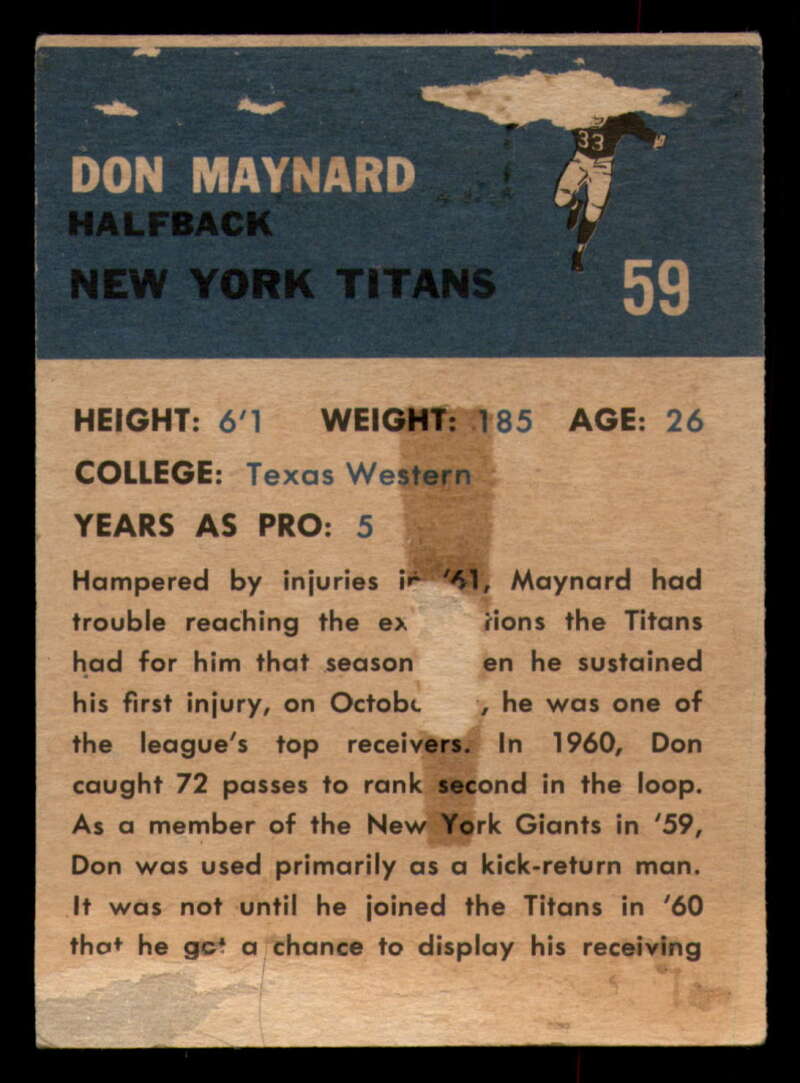 33
DON MAYNARD
HALFBACK
NEW YORK TITANS
59
HEIGHT: 6'1 WEIGHT: 185 AGE: 26
COLLEGE: Texas Western
YEARS AS PRO: 5
Hampered by injuries in '61, Maynard had
trouble reaching the the Titans
had for him that season he sustained
his first injury, on he was one of
the league's top receivers. In 1960, Don
caught 72 passes to rank second in the loop.
As a member of the New York Giants in '59,
Don was used primarily as a kick-return man.
It was not until he joined the Titans in '60
that he got a chance to display his receiving